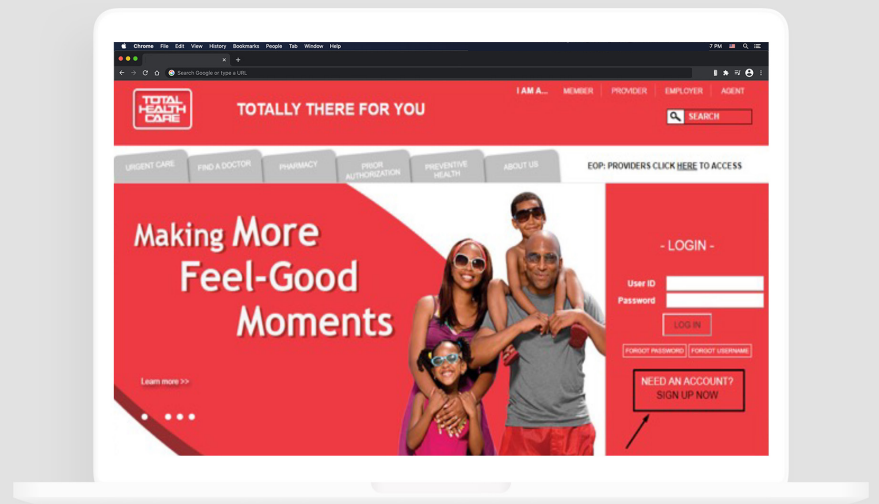 Chrome File Edit View History Bookmarks People Tab Window Help
7 PM
Search Google or type a URL
TOTAL
HEALTH
CARE
TOTALLY THERE FOR YOU
I AM A... MEMBER PROVIDER EMPLOYER AGENT
SEARCH
URGENT CARE
FIND A DOCTOR
PHARMACY
PRIOR
AUTHORIZATION
PREVENTIVE
HEALTH
ABOUT US
EOP: PROVIDERS CLICK HERE TO ACCESS
Making More
Feel-Good
Moments
Learn more >>
- LOGIN -
User ID
Password
LOG IN
FORGOT PASSWORD FORGOT USERNAME
NEED AN ACCOUNT?
SIGN UP NOW